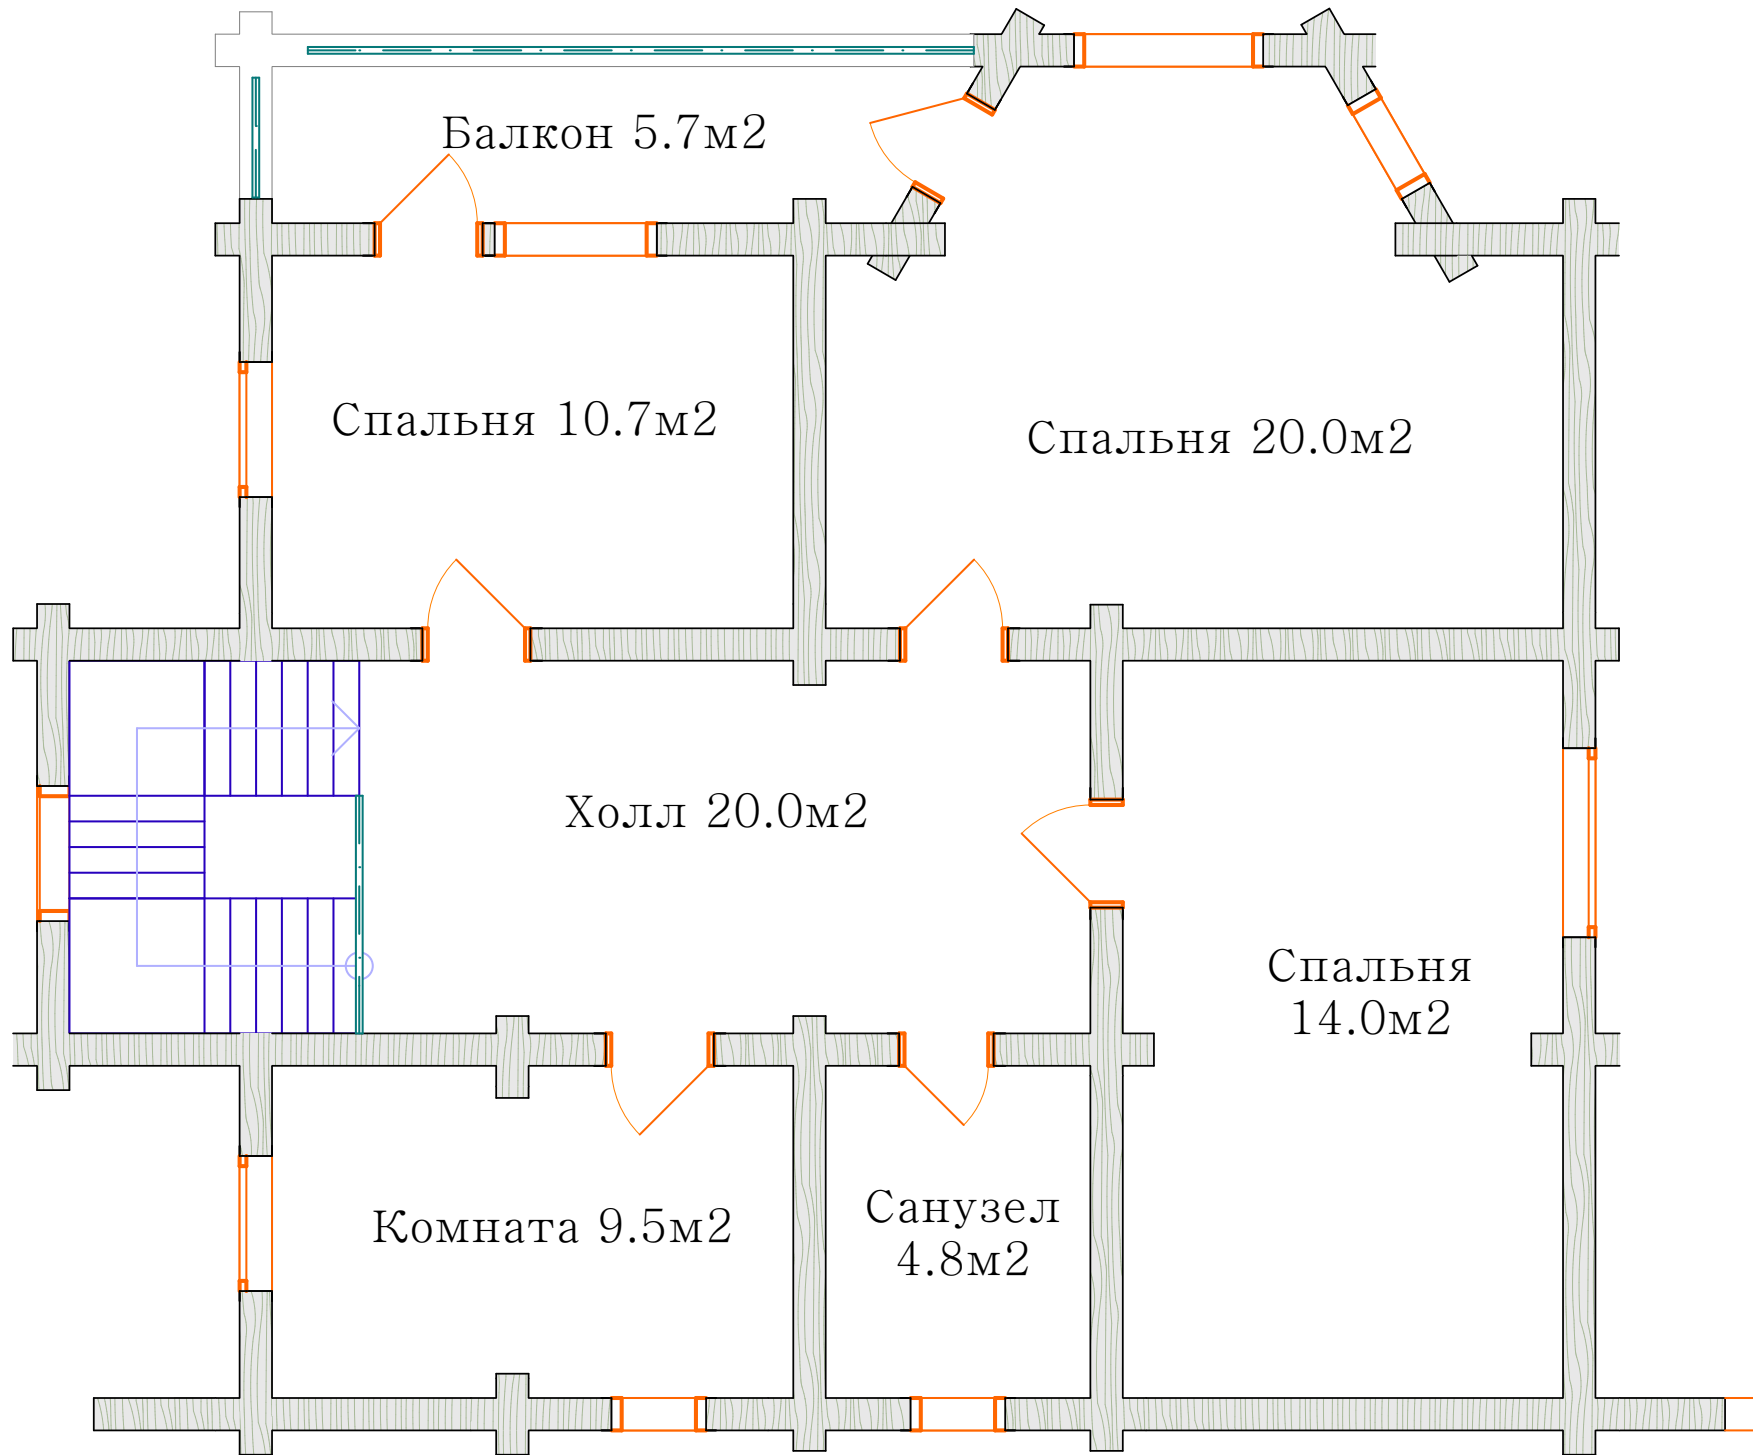 Балкон 5.7м2
Спальня 10.7м2
Спальня 20.0м2
Холл 20.0м2
Спальня
14.0м2
Комната 9.5м2
Санузел
4.8м2